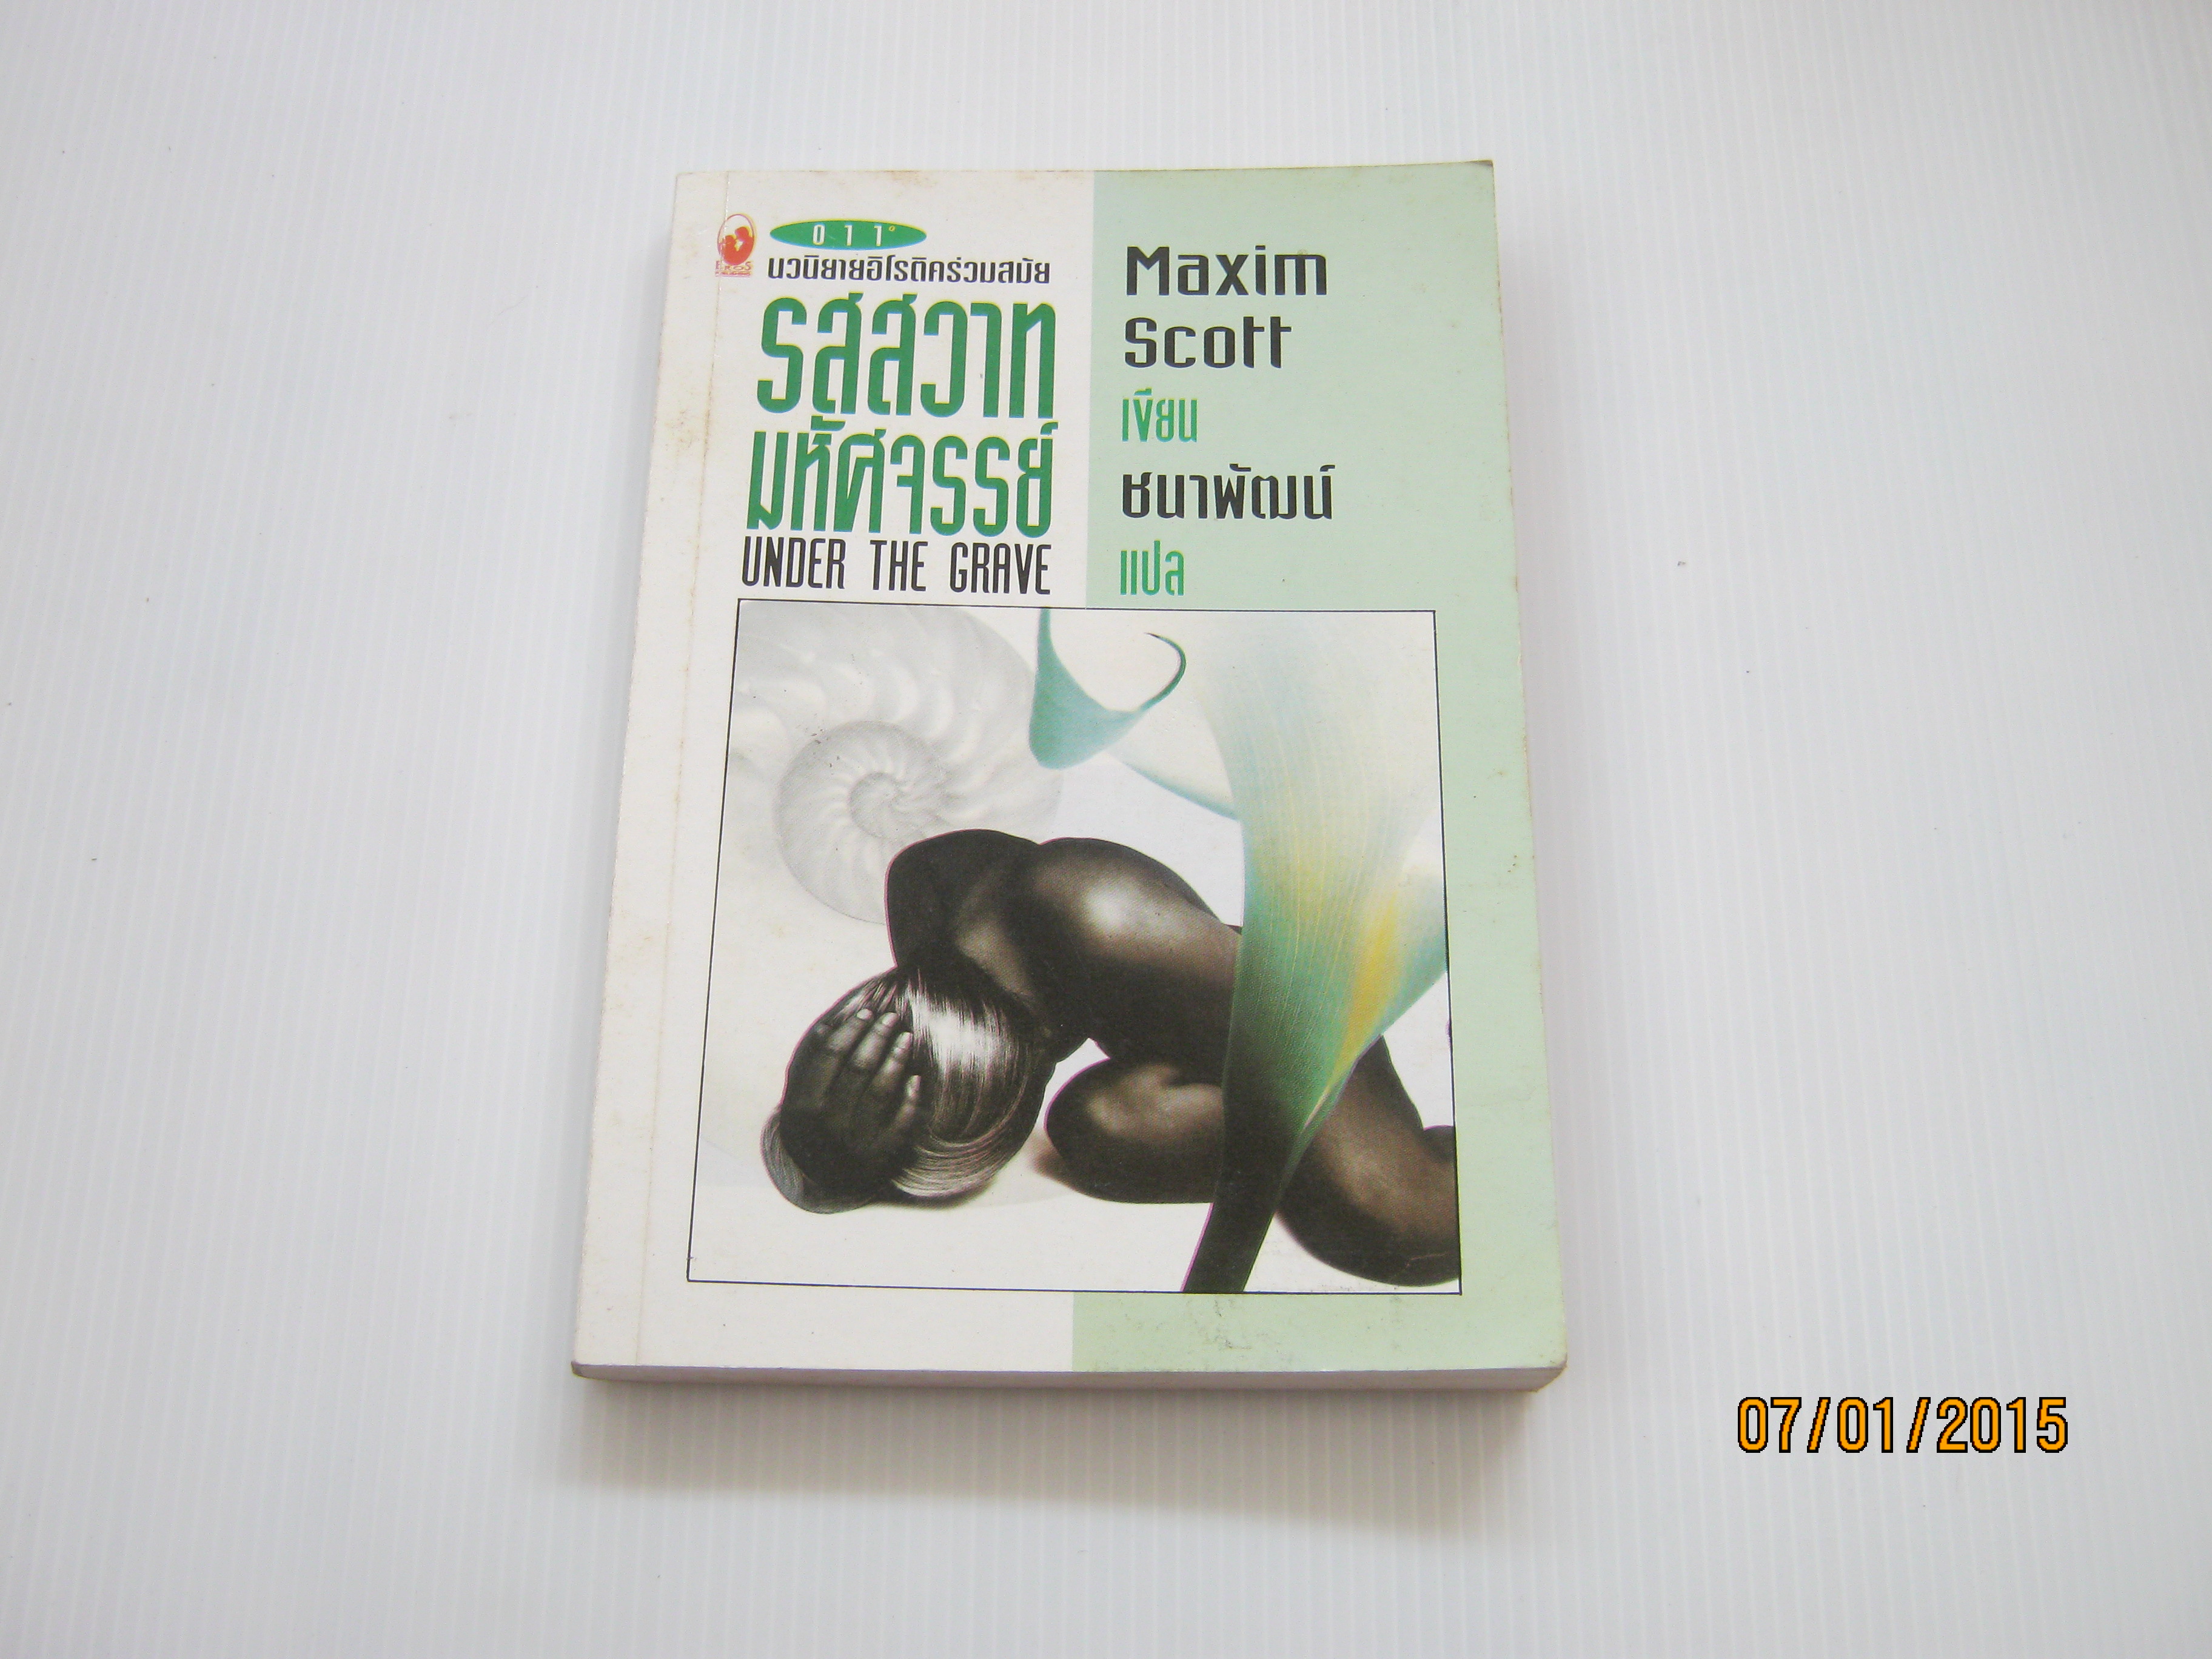 011°
นวนิยายอิโรติคร่วมสมัย
รสสวาท
มหัศจรรย์
UNDER THE GRAVE
Maxim
Scott
เขียน
ชนาพัฒน์
แปล
07/01/2015